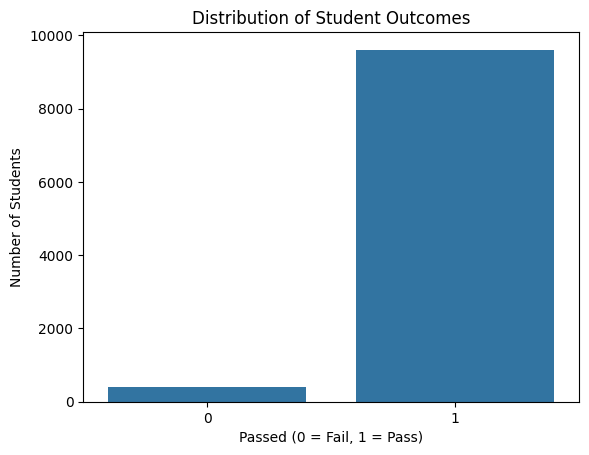 Distribution of Student Outcomes
10000
8000
6000
4000
2000
0
Number of Students
0 1
Passed (0 = Fail, 1 = Pass)